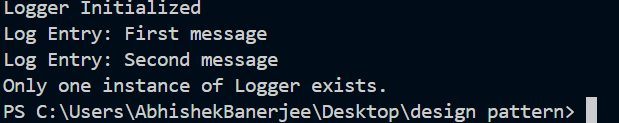 Logger Initialized
Log Entry: First message
Log Entry: Second message
Only one instance of Logger exists.
PS C:\Users\AbhishekBanerjee\Desktop\design pattern>